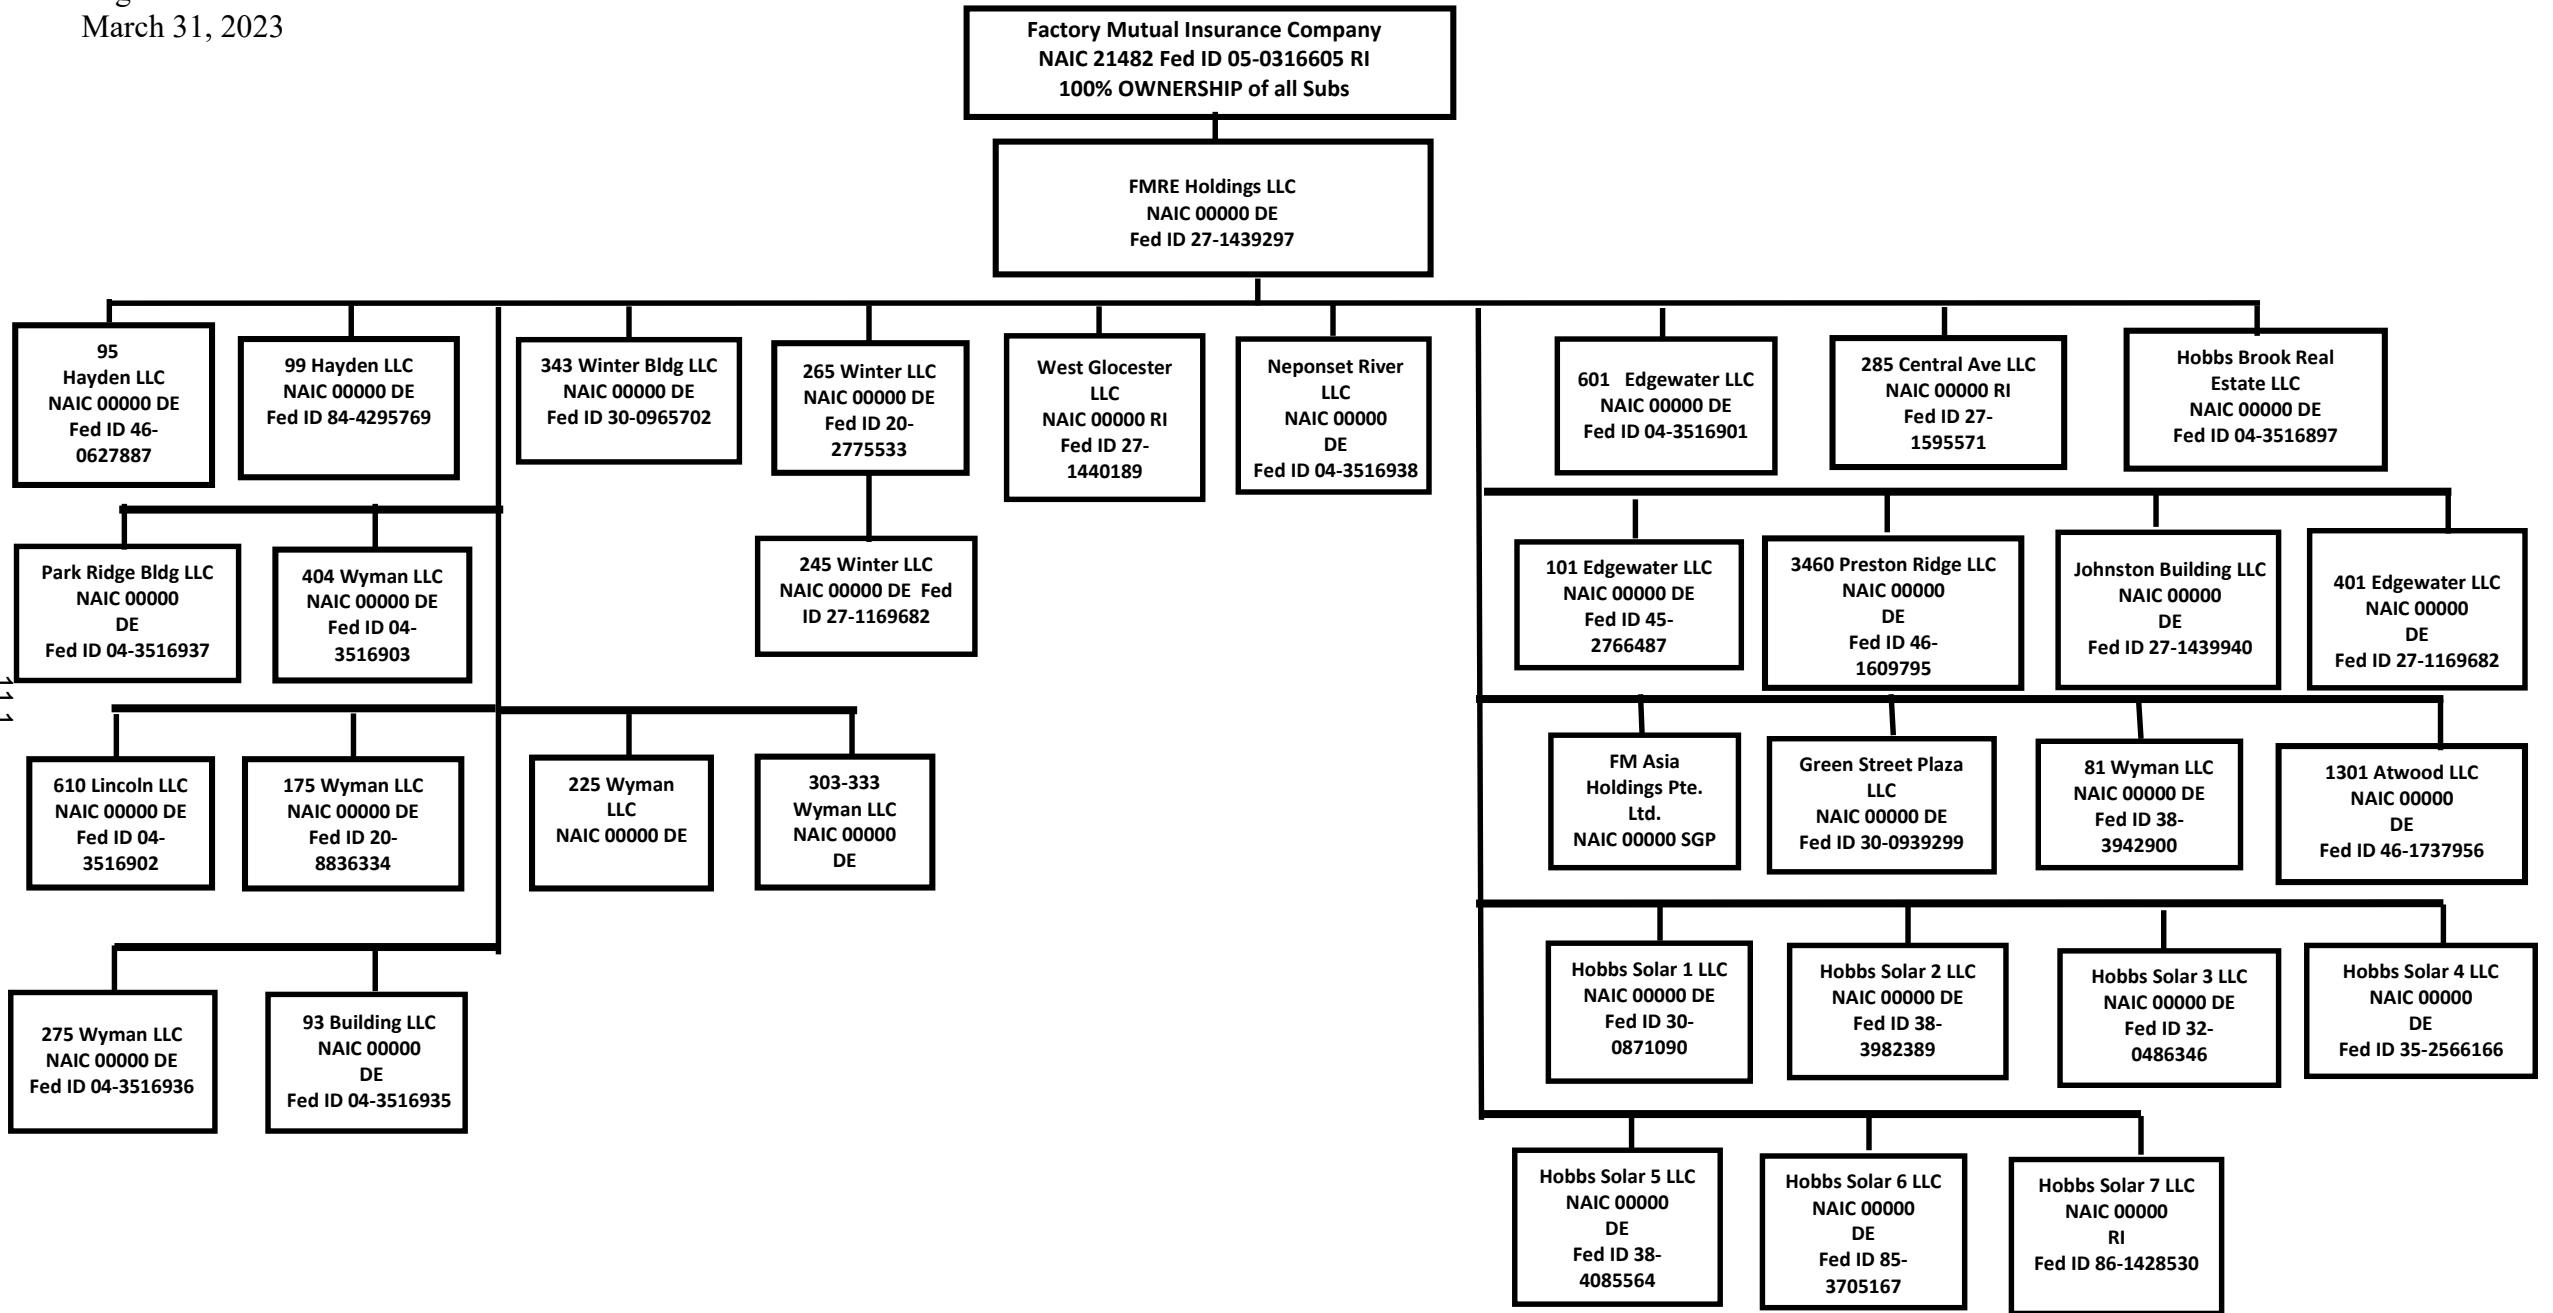 March 31, 2023
Factory Mutual Insurance Company
NAIC 21482 Fed ID 05-0316605 RI
100% OWNERSHIP of all Subs
FMRE Holdings LLC
NAIC 00000 DE
Fed ID 27-1439297
95
Hayden LLC
NAIC 00000 DE
Fed ID 46-
0627887
99 Hayden LLC
NAIC 00000 DE
Fed ID 84-4295769
343 Winter Bldg LLC
NAIC 00000 DE
Fed ID 30-0965702
265 Winter LLC
NAIC 00000 DE
Fed ID 20-
2775533
West Glocester
LLC
NAIC 00000 RI
Fed ID 27-
1440189
Neponset River
LLC
NAIC 00000
DE
Fed ID 04-3516938
601 Edgewater LLC
NAIC 00000 DE
Fed ID 04-3516901
285 Central Ave LLC
NAIC 00000 RI
Fed ID 27-
1595571
Hobbs Brook Real
Estate LLC
NAIC 00000 DE
Fed ID 04-3516897
Park Ridge Bldg LLC
NAIC 00000
DE
Fed ID 04-3516937
404 Wyman LLC
NAIC 00000 DE
Fed ID 04-
3516903
245 Winter LLC
NAIC 00000 DE Fed
ID 27-1169682
101 Edgewater LLC
NAIC 00000 DE
Fed ID 45-
2766487
3460 Preston Ridge LLC
NAIC 00000
DE
Fed ID 46-
1609795
Johnston Building LLC
NAIC 00000
DE
Fed ID 27-1439940
401 Edgewater LLC
NAIC 00000
DE
Fed ID 27-1169682
610 Lincoln LLC
NAIC 00000 DE
Fed ID 04-
3516902
175 Wyman LLC
NAIC 00000 DE
Fed ID 20-
8836334
225 Wyman
LLC
NAIC 00000 DE
303-333
Wyman LLC
NAIC 00000
DE
FM Asia
Holdings Pte.
Ltd.
NAIC 00000 SGP
Green Street Plaza
LLC
NAIC 00000 DE
Fed ID 30-0939299
81 Wyman LLC
NAIC 00000 DE
Fed ID 38-
3942900
1301 Atwood LLC
NAIC 00000
DE
Fed ID 46-1737956
275 Wyman LLC
NAIC 00000 DE
Fed ID 04-3516936
93 Building LLC
NAIC 00000
DE
Fed ID 04-3516935
Hobbs Solar 1 LLC
NAIC 00000 DE
Fed ID 30-
0871090
Hobbs Solar 2 LLC
NAIC 00000 DE
Fed ID 38-
3982389
Hobbs Solar 3 LLC
NAIC 00000 DE
Fed ID 32-
0486346
Hobbs Solar 4 LLC
NAIC 00000
DE
Fed ID 35-2566166
Hobbs Solar 5 LLC
NAIC 00000
DE
Fed ID 38-
4085564
Hobbs Solar 6 LLC
NAIC 00000
DE
Fed ID 85-
3705167
Hobbs Solar 7 LLC
NAIC 00000
RI
Fed ID 86-1428530